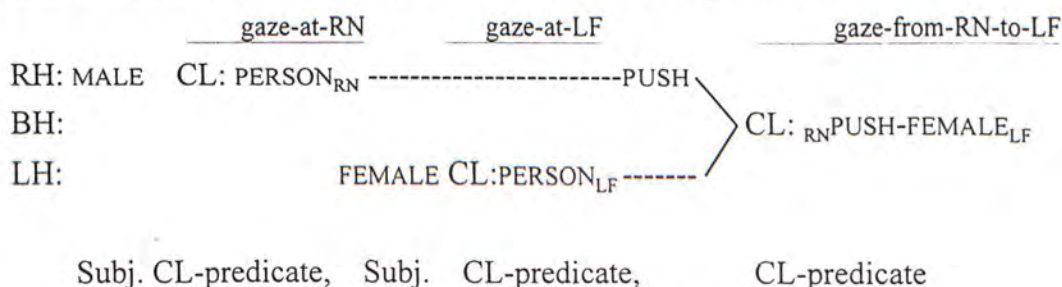 gaze-at-RN gaze-at-LF gaze-from-RN-to-LF
RH: MALE CL: PERSONRN ----------------------------PUSH
BH: CL: RNPUSH-FEMALELF
LH: FEMALE CL:PERSONLF -------
Subj. CL-predicate, Subj. CL-predicate, CL-predicate